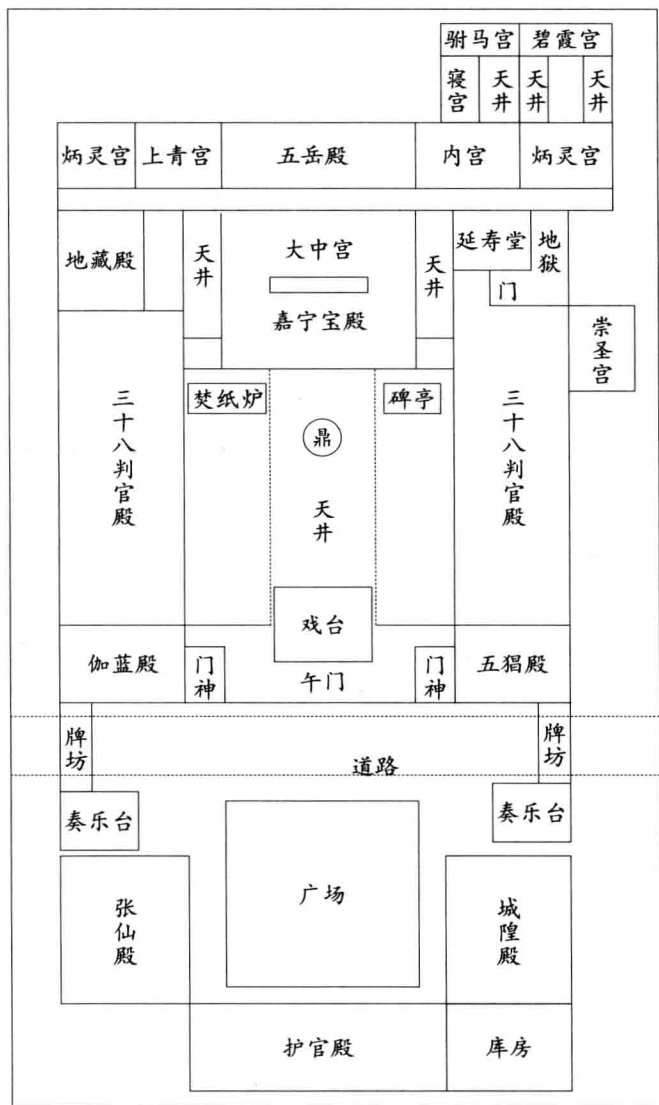 驸马宫 碧霞宫
寝宫 天井 天井 天井
炳灵宫 上青宫 五岳殿 内宫 炳灵宫
地藏殿 天井 大中宫 天井 延寿堂 地狱
门
嘉宁宝殿
崇圣宫
焚纸炉 碑亭
三十八判官殿 鼎 三十八判官殿
天井
戏台
伽蓝殿 门神 午门 门神 五猖殿
牌坊 道路 牌坊
奏乐台 奏乐台
张仙殿 广场 城隍殿
护官殿 库房